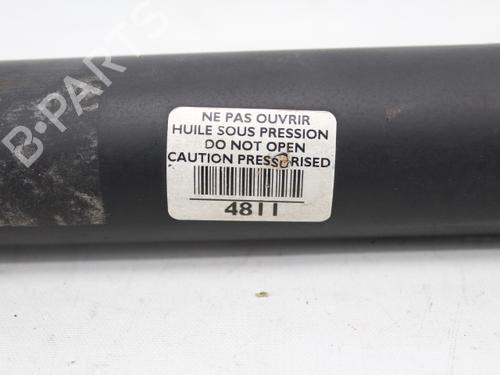 NE PAS OUVRIR
HUILE SOUS PRESSION
DO NOT OPEN
CAUTION PRESSURISED
4811
B-Parts